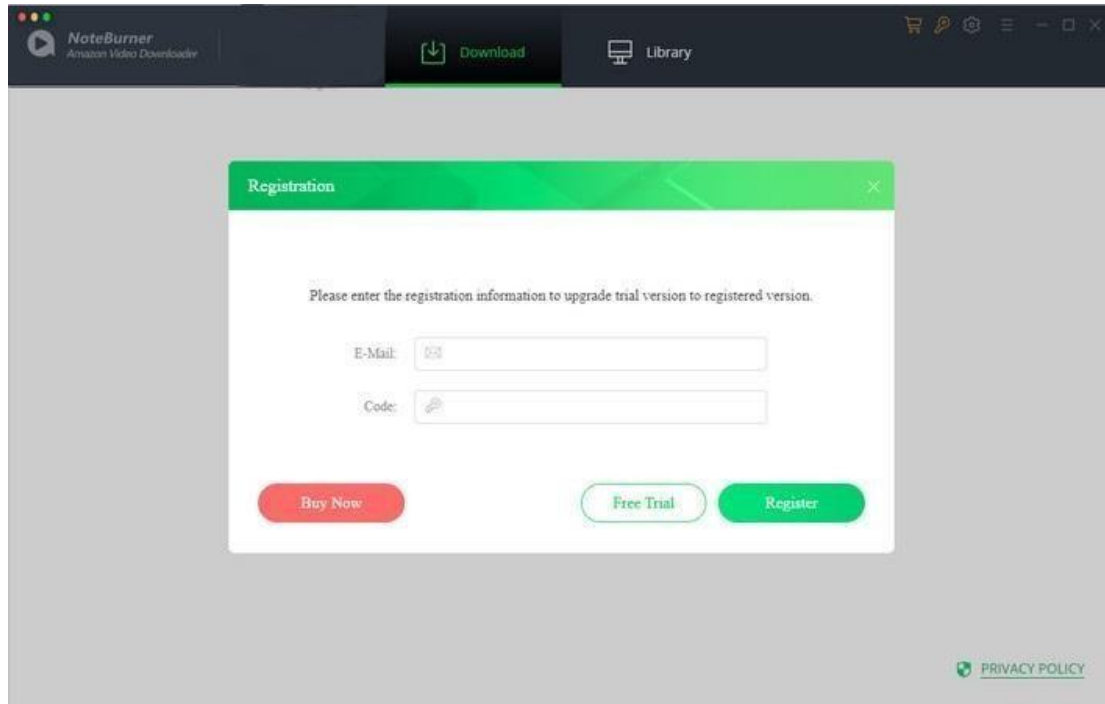 NoteBurner
Amazon Video Downloader
Download
Library
Registration
Please enter the registration information to upgrade trial version to registered version.
E-Mail:
Code:
Buy Now
Free Trial
Register
PRIVACY POLICY